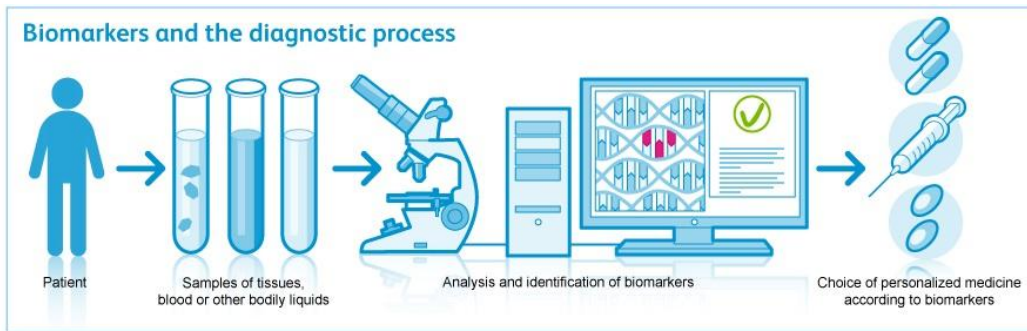 Biomarkers and the diagnostic process
Patient
Samples of tissues,
blood or other bodily liquids
Analysis and identification of biomarkers
Choice of personalized medicine
according to biomarkers